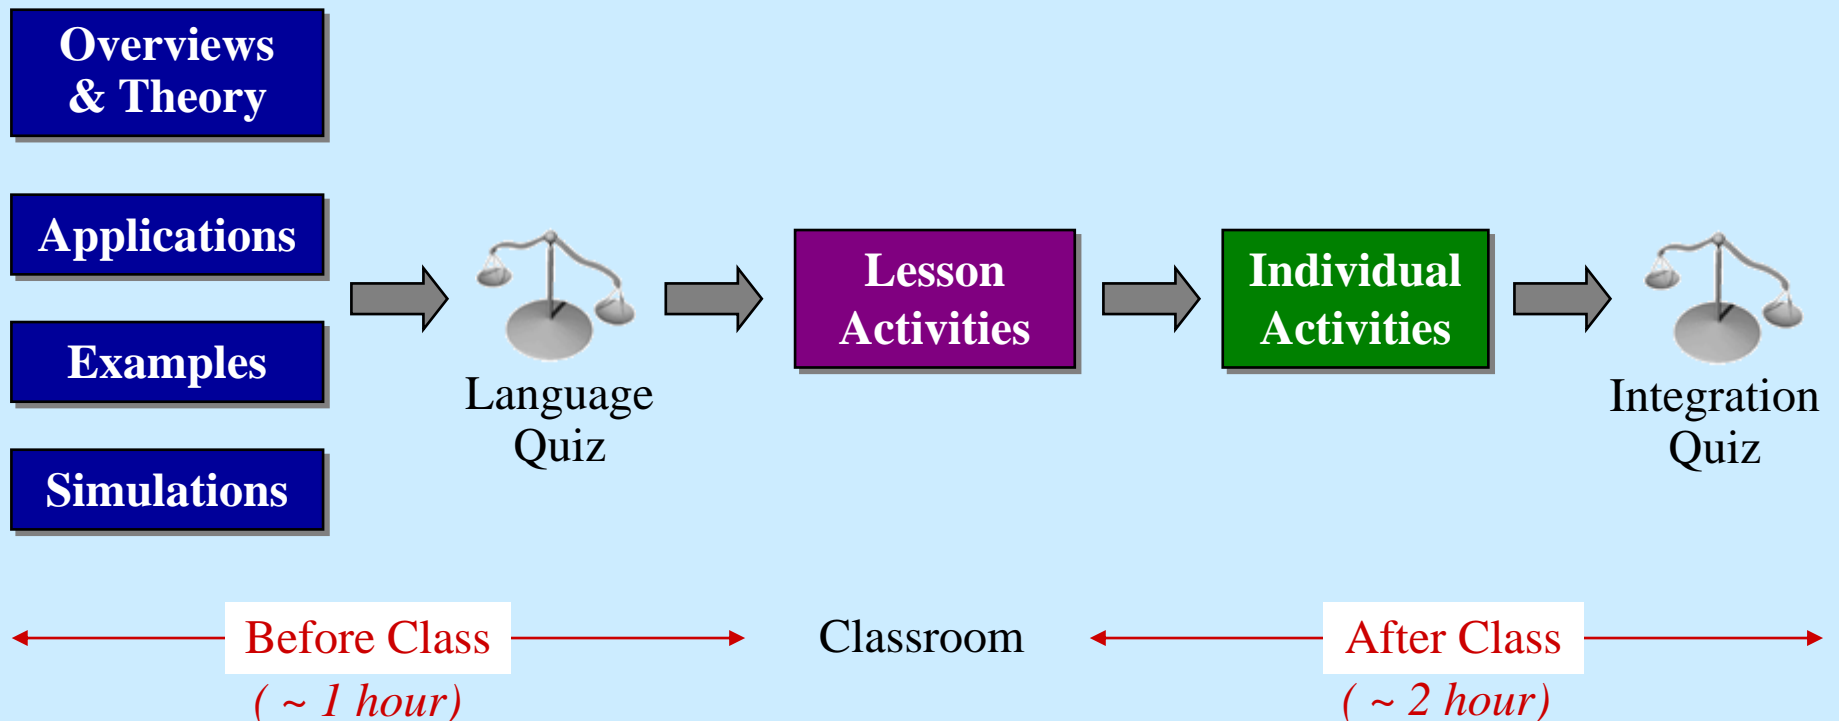 Overviews
& Theory
Applications
Examples
Simulations
Language
Quiz
Lesson
Activities
Individual
Activities
Integration
Quiz
Before Class
( ~ 1 hour)
Classroom
After Class
( ~ 2 hour)